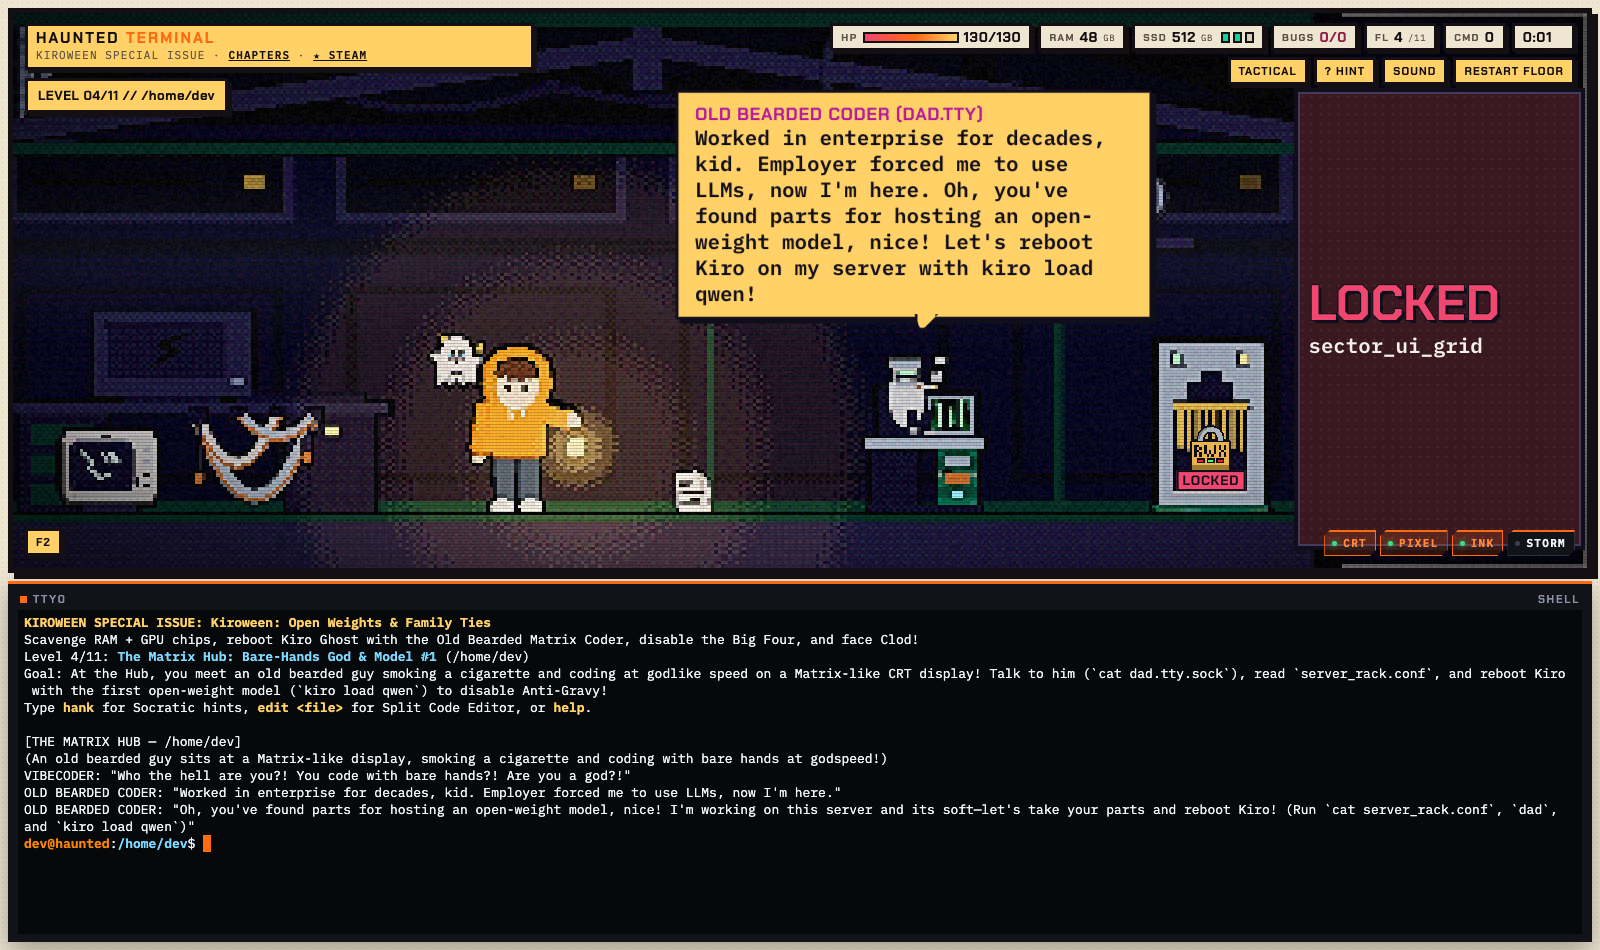 HAUNTED TERMINAL
KIROWEEN SPECIAL ISSUE · CHAPTERS · ★ STEAM
HP 130/130
RAM 48 GB
SSD 512 GB
BUGS 0/0
FL 4 /11
CMD 0
0:01
TACTICAL
? HINT
SOUND
RESTART FLOOR
LEVEL 04/11 // /home/dev
OLD BEARDED CODER (DAD.TTY)
Worked in enterprise for decades,
kid. Employer forced me to use
LLMs, now I'm here. Oh, you've
found parts for hosting an open-
weight model, nice! Let's reboot
Kiro on my server with kiro load
qwen!
LOCKED
sector_ui_grid
RWX
LOCKED
F2
CRT
PIXEL
INK
STORM
TTY0
SHELL
KIROWEEN SPECIAL ISSUE: Kiroween: Open Weights & Family Ties
Scavenge RAM + GPU chips, reboot Kiro Ghost with the Old Bearded Matrix Coder, disable the Big Four, and face Clod!
Level 4/11: The Matrix Hub: Bare-Hands God & Model #1 (/home/dev)
Goal: At the Hub, you meet an old bearded guy smoking a cigarette and coding at godlike speed on a Matrix-like CRT display! Talk to him (`cat dad.tty.sock`), read `server_rack.conf`, and reboot Kiro
with the first open-weight model (`kiro load qwen`) to disable Anti-Gravy!
Type hank for Socratic hints, edit <file> for Split Code Editor, or help.
[THE MATRIX HUB — /home/dev]
(An old bearded guy sits at a Matrix-like display, smoking a cigarette and coding with bare hands at godspeed!)
VIBECODER: "Who the hell are you?! You code with bare hands?! Are you a god?!"
OLD BEARDED CODER: "Worked in enterprise for decades, kid. Employer forced me to use LLMs, now I'm here."
OLD BEARDED CODER: "Oh, you've found parts for hosting an open-weight model, nice! I'm working on this server and its soft—let's take your parts and reboot Kiro! (Run `cat server_rack.conf`, `dad`,
and `kiro load qwen`)"
dev@haunted:/home/dev$